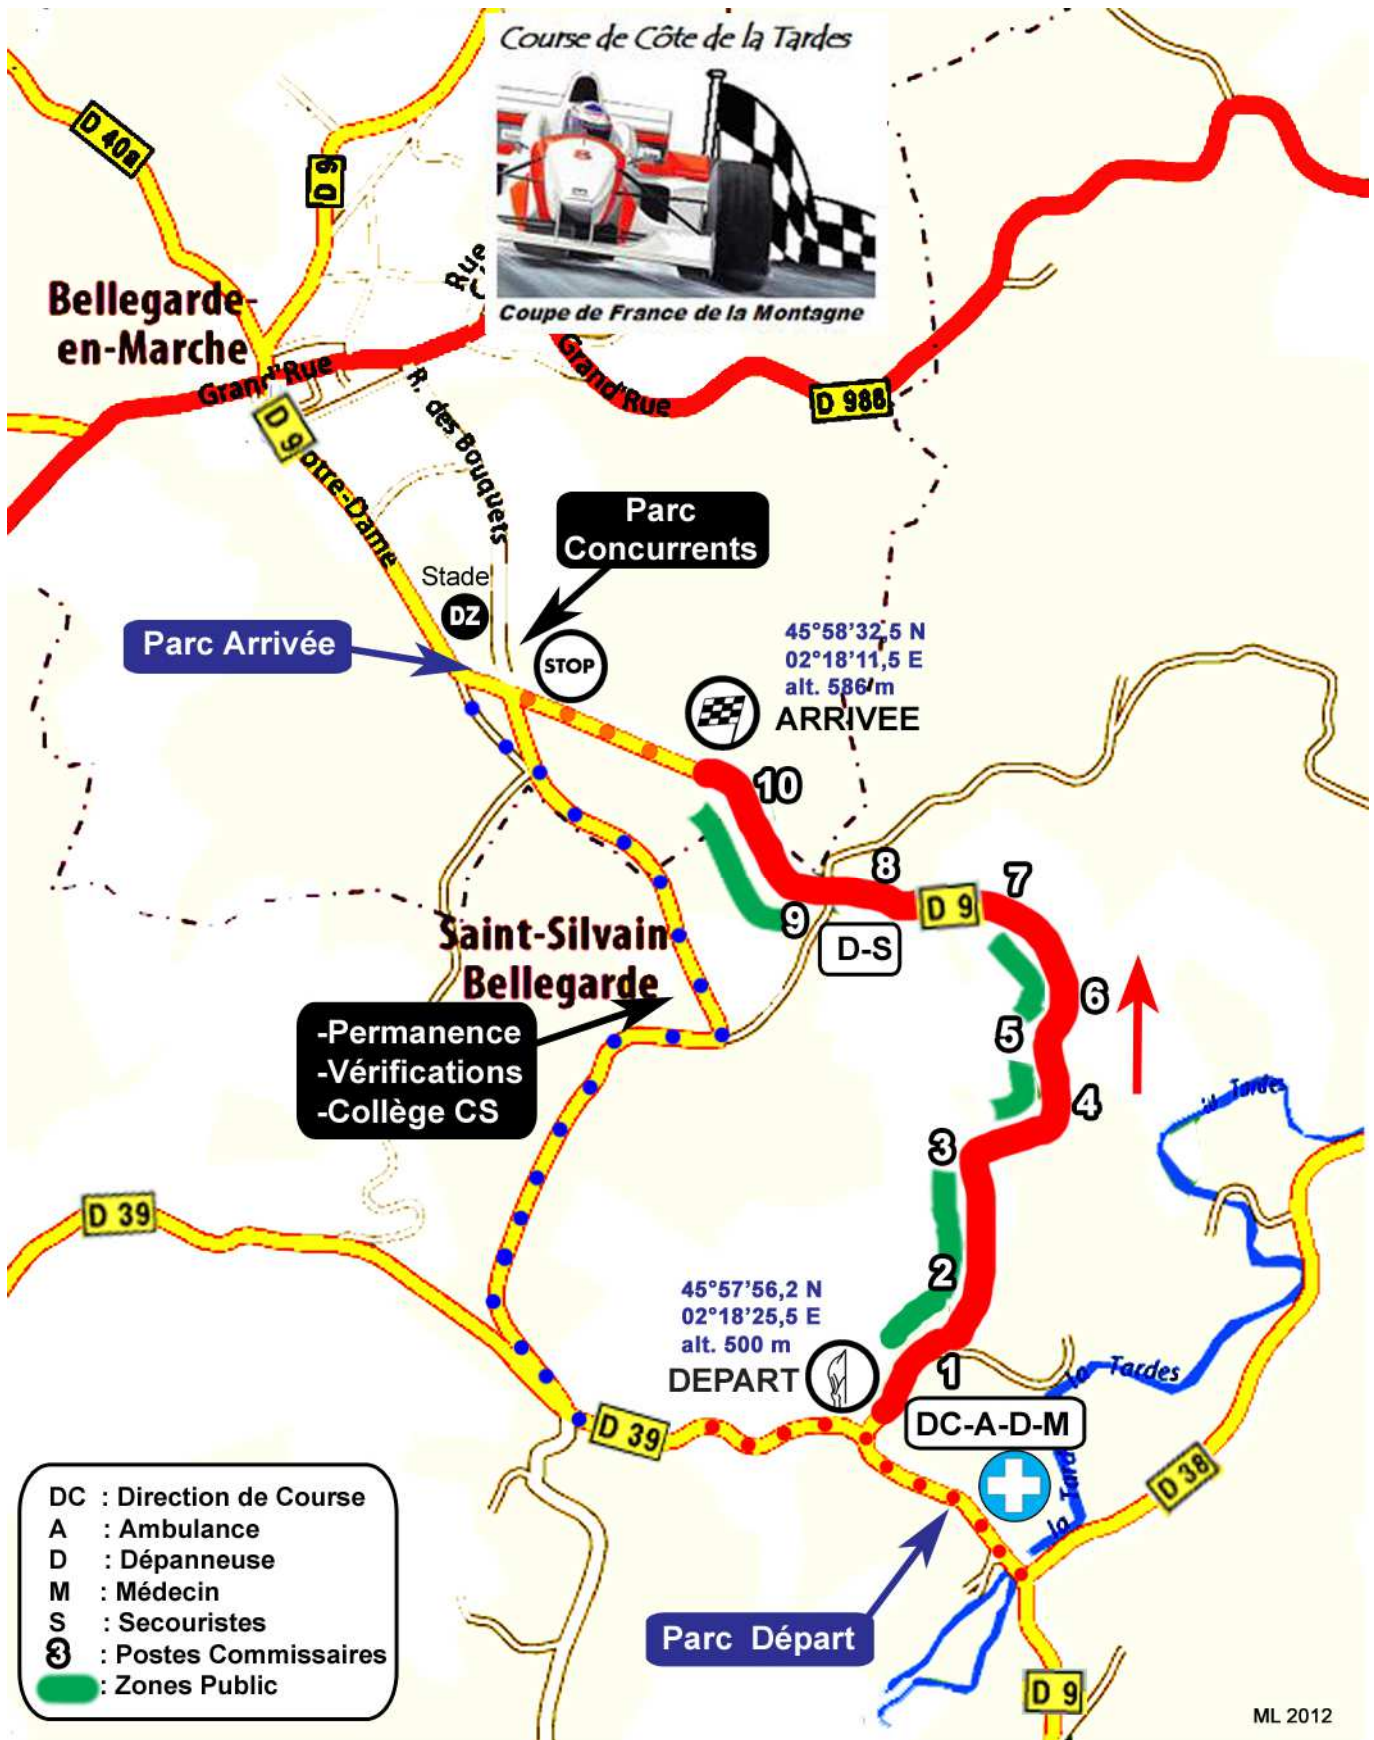 Course de Côte de la Tardes
Coupe de France de la Montagne
D 9
Rue
Bellegarde-
en-Marche
Grand'Rue
Grand'Rue
D 988
D 9
otre-Dame
R. des Bouquets
Parc
Concurrents
Stade
DZ
STOP
Parc Arrivée
45°58'32,5 N
02°18'11,5 E
alt. 586 m
ARRIVEE
10
8
7
D 9
9
D-S
Saint-Silvain
Bellegarde
6
5
-Permanence
-Vérifications
-Collège CS
4
3
Tardes
D 39
2
45°57'56,2 N
02°18'25,5 E
alt. 500 m
DEPART
1
la Tardes
DC-A-D-M
D 39
D 38
la
Parc Départ
D 9
DC : Direction de Course
A : Ambulance
D : Dépanneuse
M : Médecin
S : Secouristes
3 : Postes Commissaires
: Zones Public
ML 2012